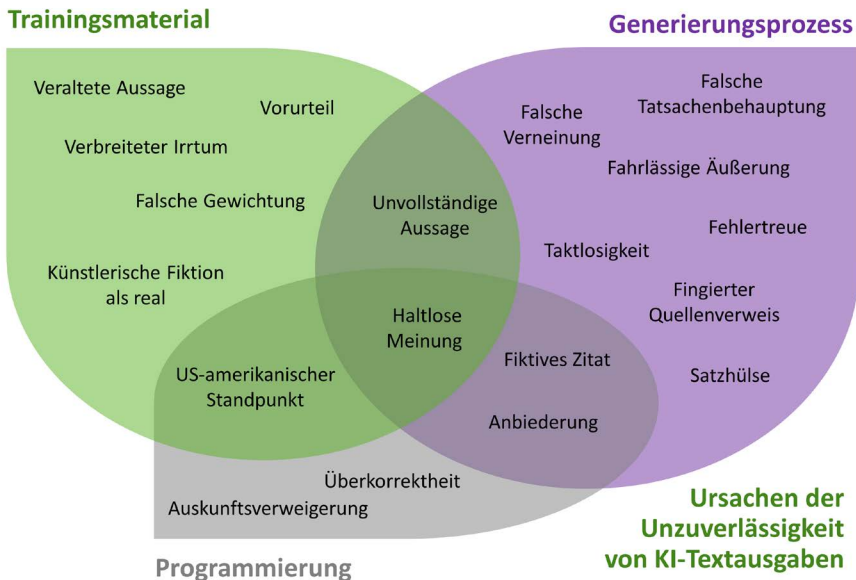 Trainingsmaterial
Generierungsprozess
Veraltete Aussage
Vorurteil
Verbreiteter Irrtum
Falsche Gewichtung
Künstlerische Fiktion
als real
Unvollständige
Aussage
Falsche
Verneinung
Falsche
Tatsachenbehauptung
Fahrlässige Äußerung
Fehlertreue
Taktlosigkeit
Fingierter
Quellenverweis
Satzhülse
Haltlose
Meinung
Fiktives Zitat
Anbiederung
US-amerikanischer
Standpunkt
Überkorrektheit
Auskunftsverweigerung
Programmierung
Ursachen der
Unzuverlässigkeit
von KI-Textausgaben